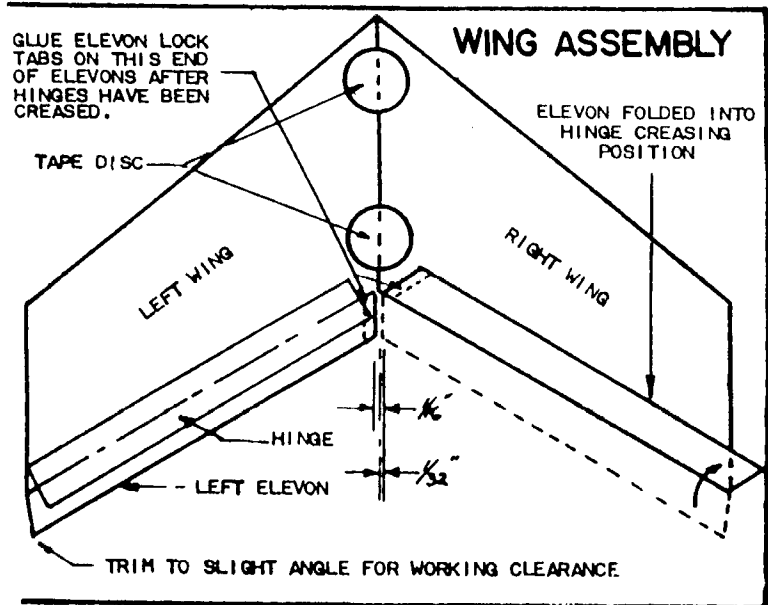 WING ASSEMBLY
GLUE ELEVON LOCK
TABS ON THIS END
OF ELEVONS AFTER
HINGES HAVE BEEN
CREASED.
ELEVON FOLDED INTO
HINGE CREASING
POSITION
TAPE DISC
LEFT WING
RIGHT WING
1/16"
HINGE
1/32"
LEFT ELEVON
TRIM TO SLIGHT ANGLE FOR WORKING CLEARANCE